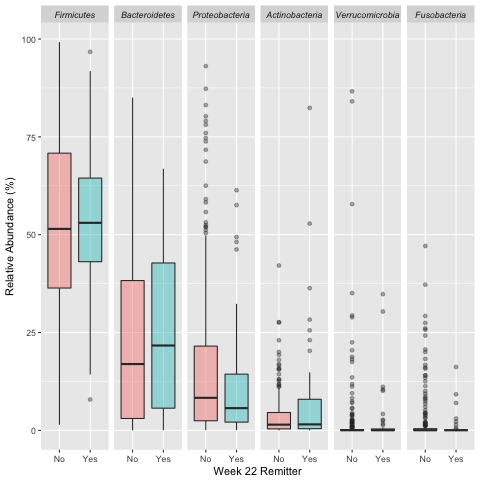 Firmicutes Bacteroidetes Proteobacteria Actinobacteria Verrucomicrobia Fusobacteria
100
75
50
25
0
Relative Abundance (%)
No Yes No Yes No Yes No Yes No Yes No Yes
Week 22 Remitter